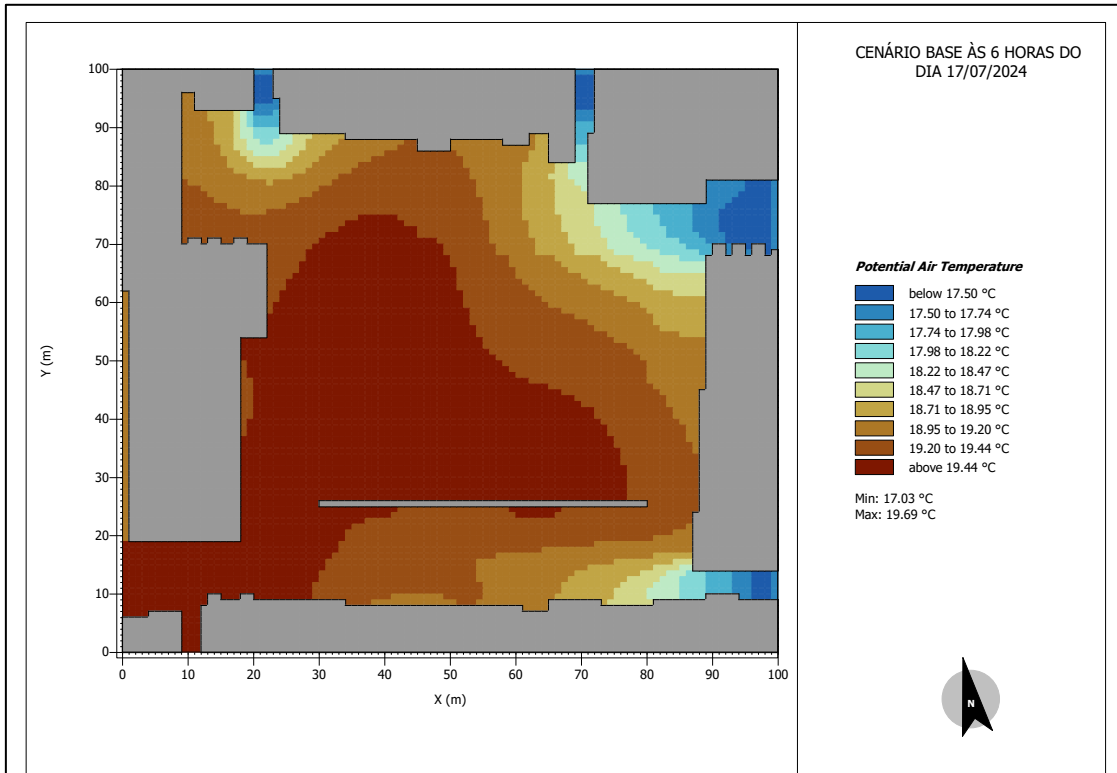 CENÁRIO BASE ÀS 6 HORAS DO
DIA 17/07/2024
100
90
80
70
60
50
40
30
20
10
0
Y (m)
0 10 20 30 40 50 60 70 80 90 100
X (m)
Potential Air Temperature
below 17.50 °C
17.50 to 17.74 °C
17.74 to 17.98 °C
17.98 to 18.22 °C
18.22 to 18.47 °C
18.47 to 18.71 °C
18.71 to 18.95 °C
18.95 to 19.20 °C
19.20 to 19.44 °C
above 19.44 °C
Min: 17.03 °C
Max: 19.69 °C
N